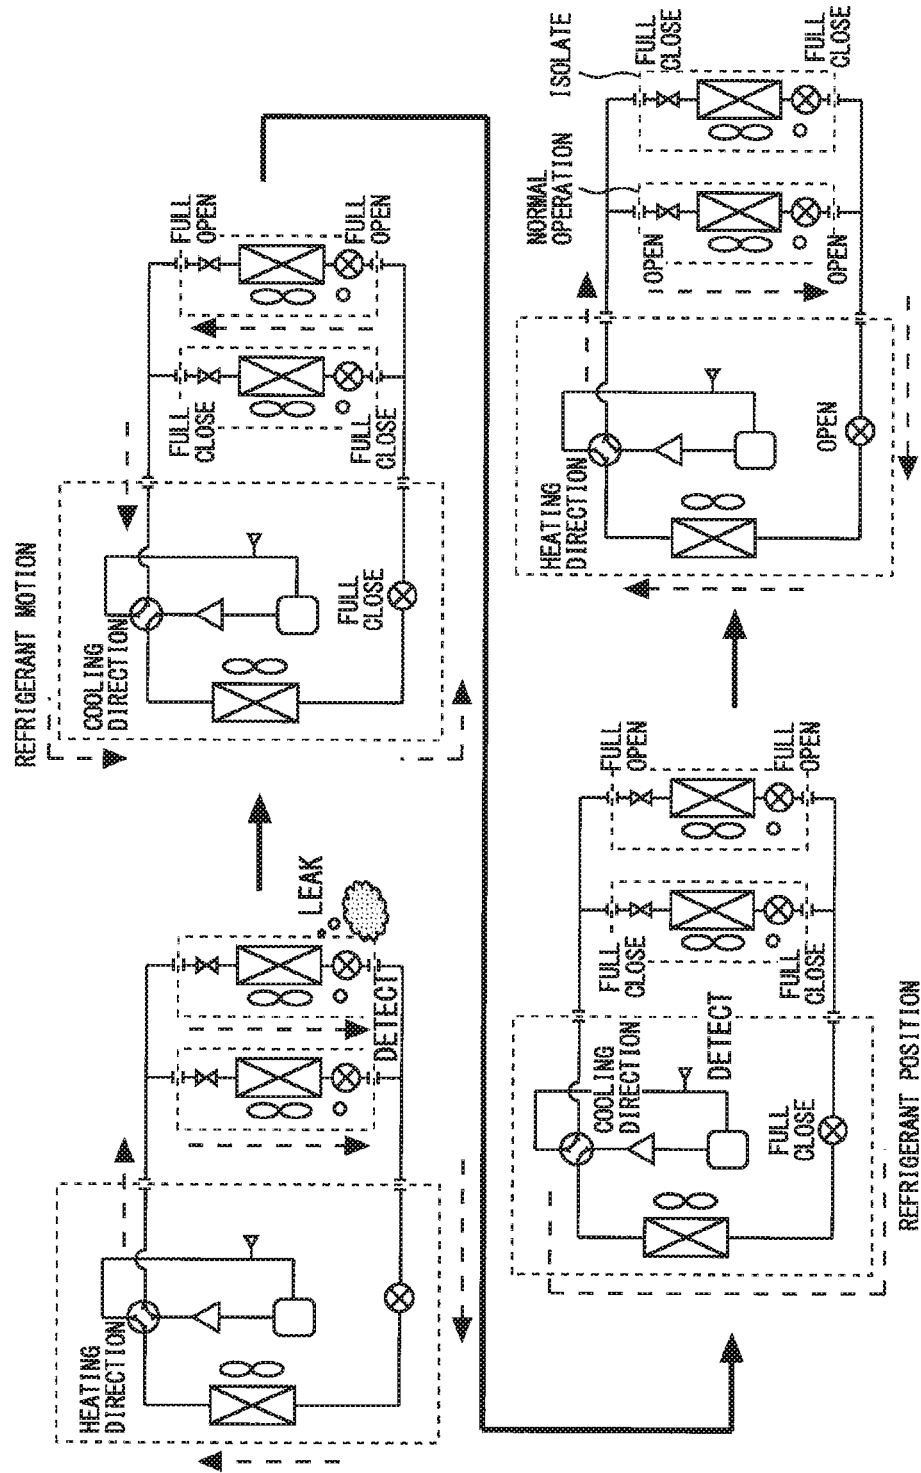 HEATING
DIRECTION
DETECT
LEAK
REFRIGERANT MOTION
COOLING
DIRECTION
FULL
CLOSE
FULL
CLOSE
FULL
CLOSE
FULL
OPEN
FULL
OPEN
REFRIGERANT POSITION
COOLING
DIRECTION
DETECT
FULL
CLOSE
FULL
CLOSE
FULL
CLOSE
FULL
OPEN
FULL
OPEN
HEATING
DIRECTION
OPEN
NORMAL
OPERATION
OPEN
OPEN
ISOLATE
FULL
CLOSE
FULL
CLOSE